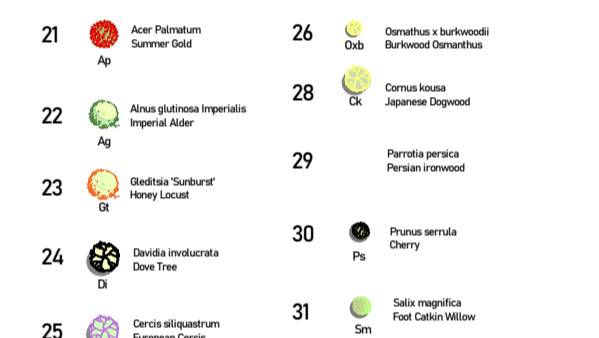 21
Acer Palmatum
Summer Gold
Ap
22
Alnus glutinosa Imperialis
Imperial Alder
Ag
23
Gleditsia 'Sunburst'
Honey Locust
Gt
24
Davidia involucrata
Dove Tree
Di
25
Cercis siliquastrum
European Cercis
26
Osmathus x burkwoodii
Burkwood Osmanthus
Oxb
28
Cornus kousa
Japanese Dogwood
Ck
29
Parrotia persica
Persian ironwood
30
Prunus serrula
Cherry
Ps
31
Salix magnifica
Foot Catkin Willow
Sm